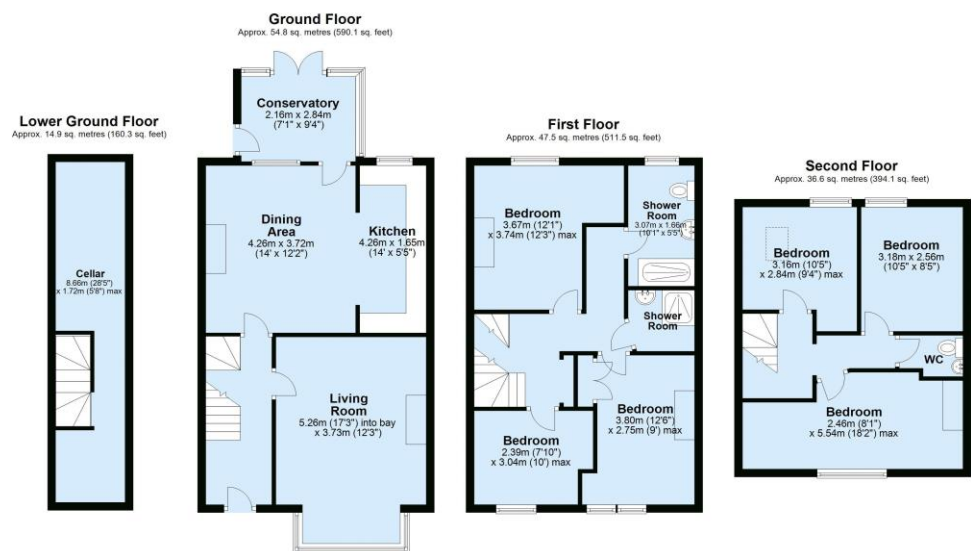 Lower Ground Floor
Approx. 14.9 sq. metres (160.3 sq. feet)
Cellar
8.66m (28'5")
x 1.72m (5'8") max
Ground Floor
Approx. 54.8 sq. metres (590.1 sq. feet)
Conservatory
2.16m x 2.84m
(7'1" x 9'4")
Dining
Area
4.26m x 3.72m
(14' x 12'2")
Kitchen
4.26m x 1.65m
(14' x 5'5")
Living
Room
5.26m (17'3") into bay
x 3.73m (12'3")
First Floor
Approx. 47.5 sq. metres (511.5 sq. feet)
Bedroom
3.67m (12'1")
x 3.74m (12'3") max
Shower
Room
3.07m x 1.66m
(10'1" x 5'5")
Shower
Room
Bedroom
2.39m (7'10")
x 3.04m (10') max
Bedroom
3.80m (12'6")
x 2.75m (9') max
Second Floor
Approx. 36.6 sq. metres (394.1 sq. feet)
Bedroom
3.16m (10'5")
x 2.84m (9'4") max
Bedroom
3.18m x 2.56m
(10'5" x 8'5")
WC
Bedroom
2.46m (8'1")
x 5.54m (18'2") max